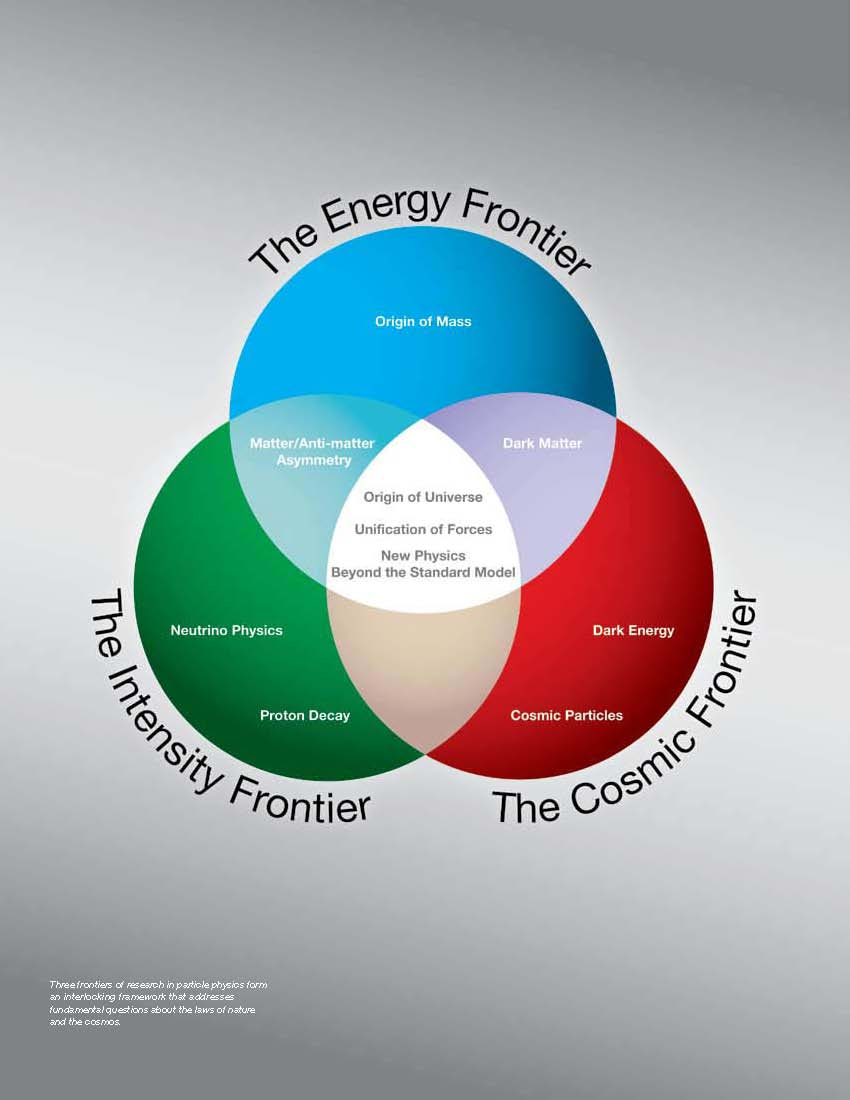 The Energy Frontier
Origin of Mass
Matter/Anti-matter
Asymmetry
Dark Matter
Origin of Universe
Unification of Forces
New Physics
Beyond the Standard Model
The Intensity Frontier
Neutrino Physics
Proton Decay
Dark Energy
Cosmic Particles
The Cosmic Frontier
Three frontiers of research in particle physics form
an interlocking framework that addresses
fundamental questions about the laws of nature
and the cosmos.